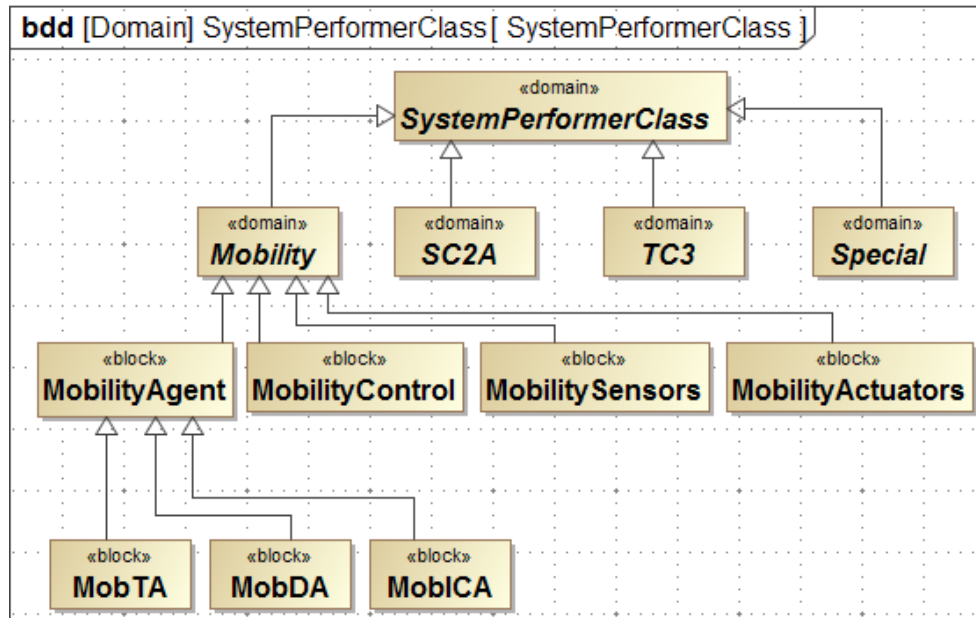 bdd [Domain] SystemPerformerClass[ SystemPerformerClass ]
«domain»
SystemPerformerClass
«domain»
Mobility
«domain»
SC2A
«domain»
TC3
«domain»
Special
«block»
MobilityAgent
«block»
MobilityControl
«block»
MobilitySensors
«block»
MobilityActuators
«block»
MobTA
«block»
MobDA
«block»
MobICA